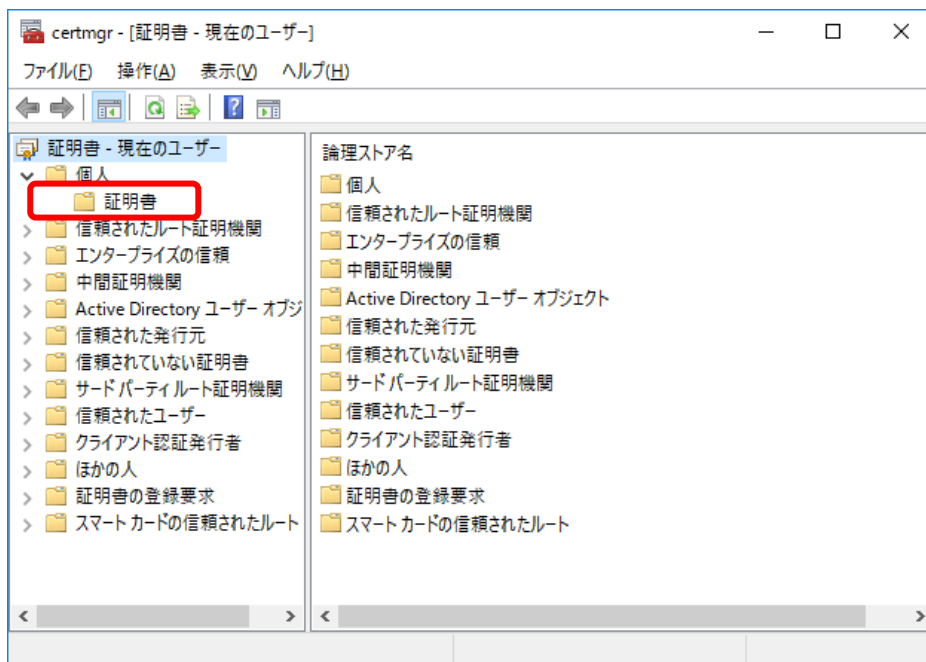 certmgr - [証明書 - 現在のユーザー]
ファイル(F) 操作(A) 表示(V) ヘルプ(H)
証明書 - 現在のユーザー
個人
証明書
信頼されたルート証明機関
エンタープライズの信頼
中間証明機関
Active Directory ユーザー オブジ
信頼された発行元
信頼されていない証明書
サード パーティ ルート証明機関
信頼されたユーザー
クライアント認証発行者
ほかの人
証明書の登録要求
スマート カードの信頼されたルート
論理ストア名
個人
信頼されたルート証明機関
エンタープライズの信頼
中間証明機関
Active Directory ユーザー オブジェクト
信頼された発行元
信頼されていない証明書
サード パーティ ルート証明機関
信頼されたユーザー
クライアント認証発行者
ほかの人
証明書の登録要求
スマート カードの信頼されたルート